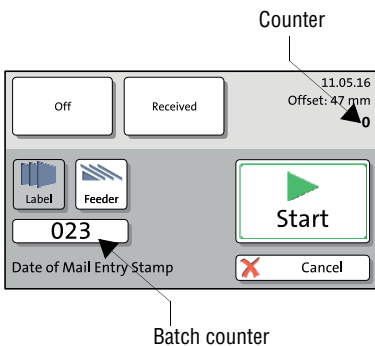 Counter
11.05.16
Offset: 47 mm
0
Off
Received
Label
Feeder
023
Start
Date of Mail Entry Stamp
Cancel
Batch counter